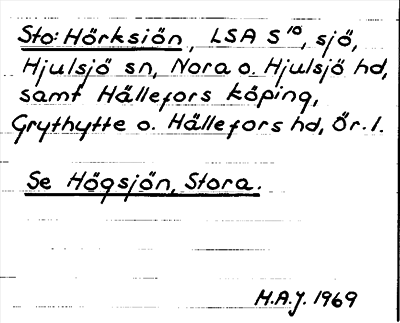 Sto: Hörksiön, LSA S¹⁰, sjö,
Hjulsjö sn, Nora o. Hjulsjö hd,
samt Hällefors köping,
Grythytte o. Hällefors hd, Ör. l.
Se Högsjön, Stora.
H.A.J. 1969